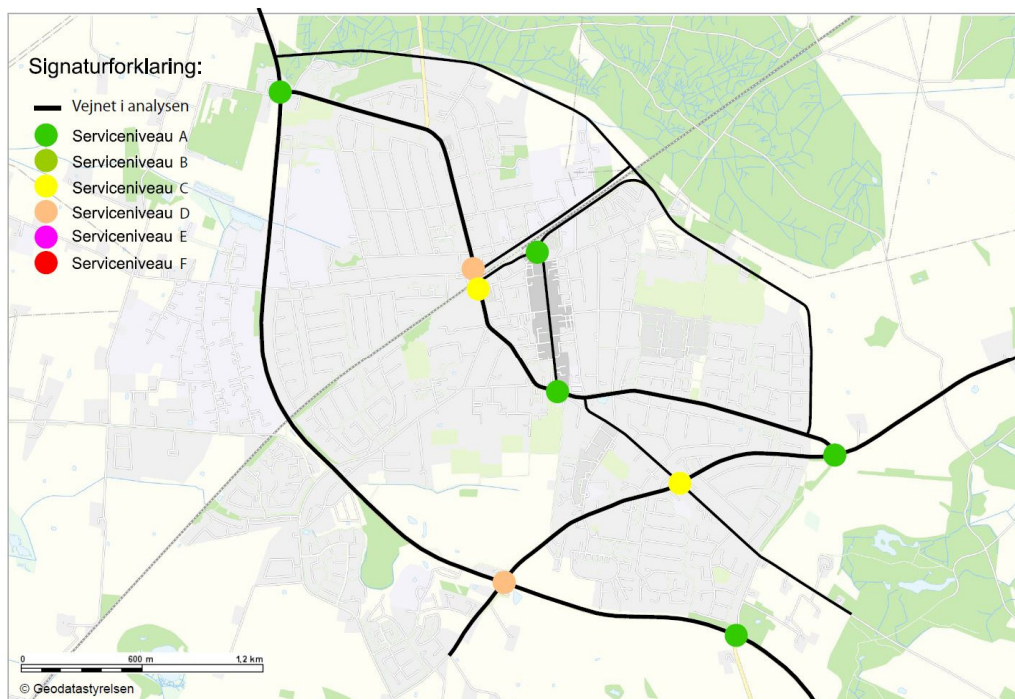 Signaturforklaring:
Vejnet i analysen
Serviceniveau A
Serviceniveau B
Serviceniveau C
Serviceniveau D
Serviceniveau E
Serviceniveau F
0 600 m 1,2 km
© Geodatastyrelsen